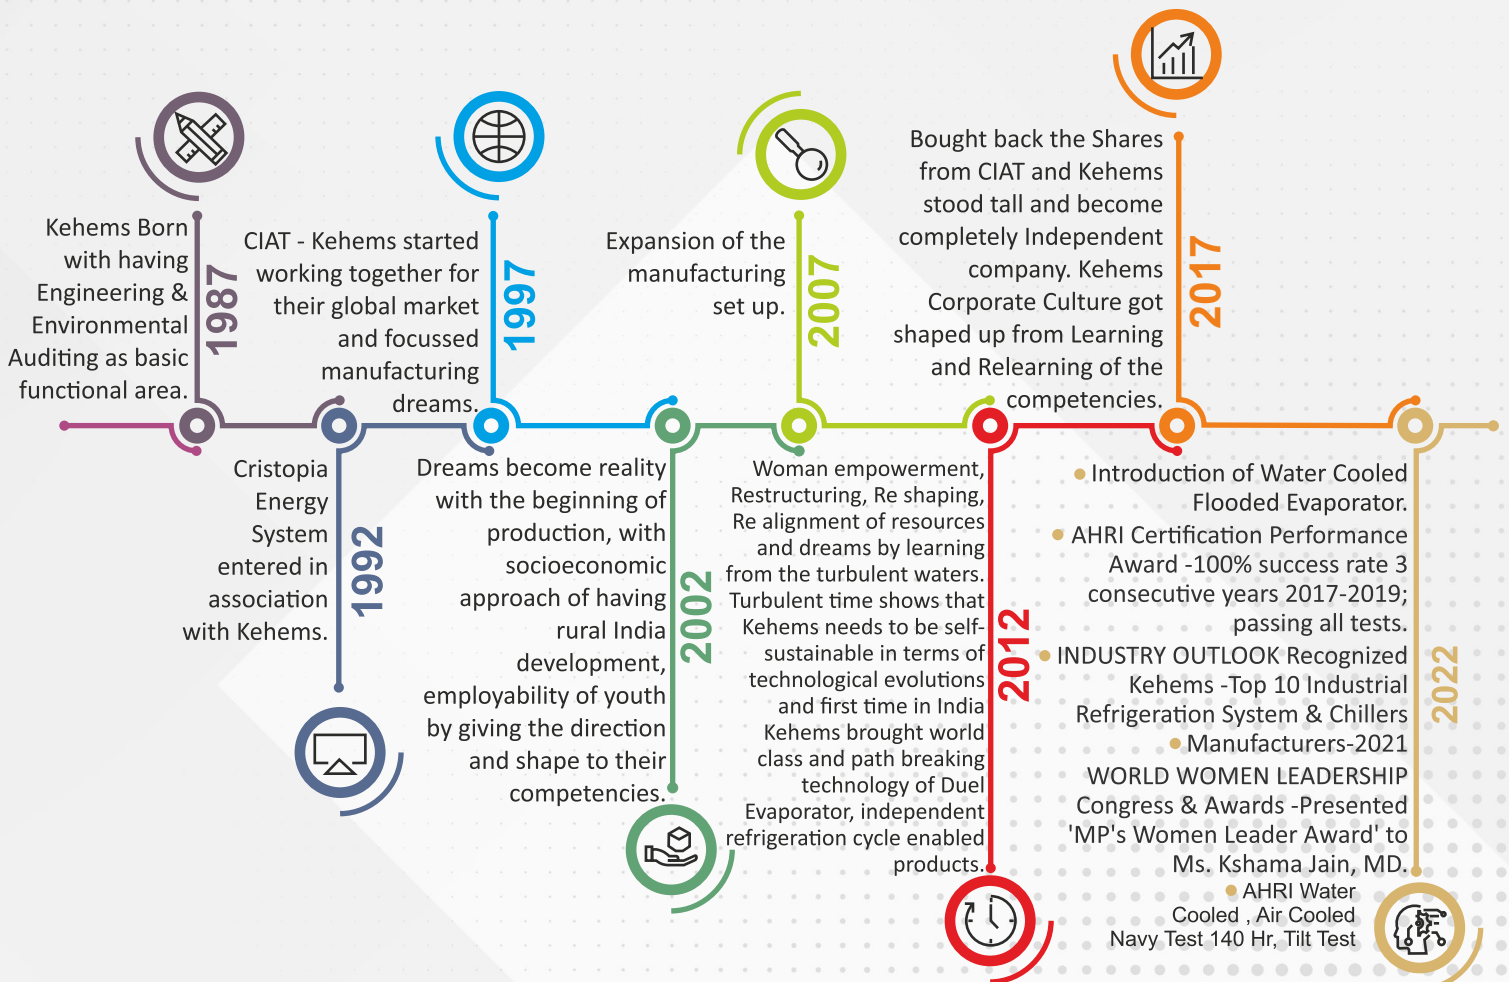 Kehems Born
with having
Engineering &
Environmental
Auditing as basic
functional area.
1987
Cristopia
Energy
System
entered in
association
with Kehems.
1992
CIAT - Kehems started
working together for
their global market
and focussed
manufacturing
dreams.
1997
Dreams become reality
with the beginning of
production, with
socioeconomic
approach of having
rural India
development,
employability of youth
by giving the direction
and shape to their
competencies.
2002
Expansion of the
manufacturing
set up.
2007
Woman empowerment,
Restructuring, Re shaping,
Re alignment of resources
and dreams by learning
from the turbulent waters.
Turbulent time shows that
Kehems needs to be self-
sustainable in terms of
technological evolutions
and first time in India
Kehems brought world
class and path breaking
technology of Duel
Evaporator, independent
refrigeration cycle enabled
products.
2012
Bought back the Shares
from CIAT and Kehems
stood tall and become
completely Independent
company. Kehems
Corporate Culture got
shaped up from Learning
and Relearning of the
competencies.
2017
• Introduction of Water Cooled
Flooded Evaporator.
• AHRI Certification Performance
Award -100% success rate 3
consecutive years 2017-2019;
passing all tests.
• INDUSTRY OUTLOOK Recognized
Kehems -Top 10 Industrial
Refrigeration System & Chillers
• Manufacturers-2021
WORLD WOMEN LEADERSHIP
Congress & Awards -Presented
'MP's Women Leader Award' to
Ms. Kshama Jain, MD.
• AHRI Water
Cooled , Air Cooled
Navy Test 140 Hr, Tilt Test
2022